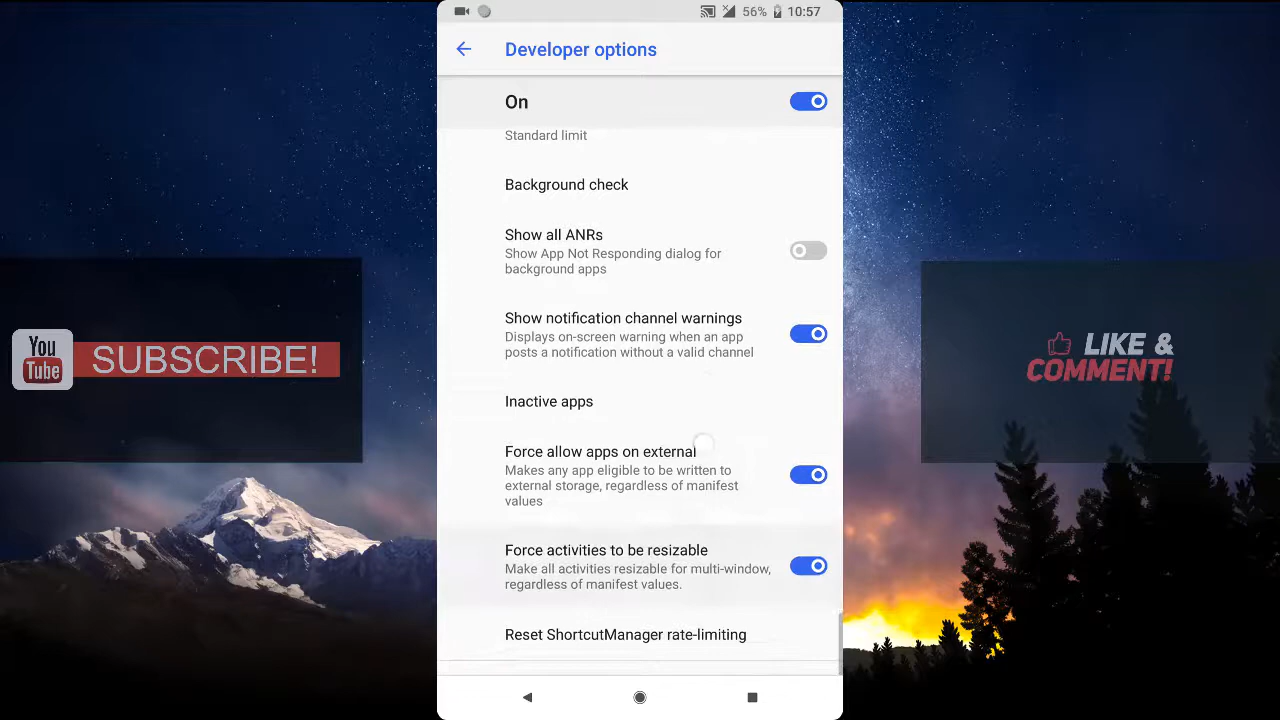 56% 10:57
Developer options
On
Standard limit
Background check
Show all ANRs
Show App Not Responding dialog for
background apps
Show notification channel warnings
Displays on-screen warning when an app
posts a notification without a valid channel
Inactive apps
Force allow apps on external
Makes any app eligible to be written to
external storage, regardless of manifest
values
Force activities to be resizable
Make all activities resizable for multi-window,
regardless of manifest values.
Reset ShortcutManager rate-limiting
You
Tube
SUBSCRIBE!
LIKE &
COMMENT!